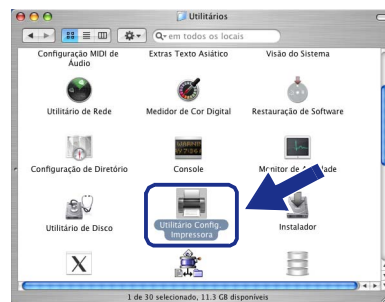 Utilitários
em todos os locais
Configuração MIDI de
Áudio
Extras Texto Asiático
Visão do Sistema
Utilitário de Rede
Medidor de Cor Digital
Restauração de Software
Configuração de Diretório
Console
Monitor de
Utilitário de Disco
Utilitário Config.
Impressora
Instalador
X
1 de 30 selecionado, 11.3 GB disponíveis